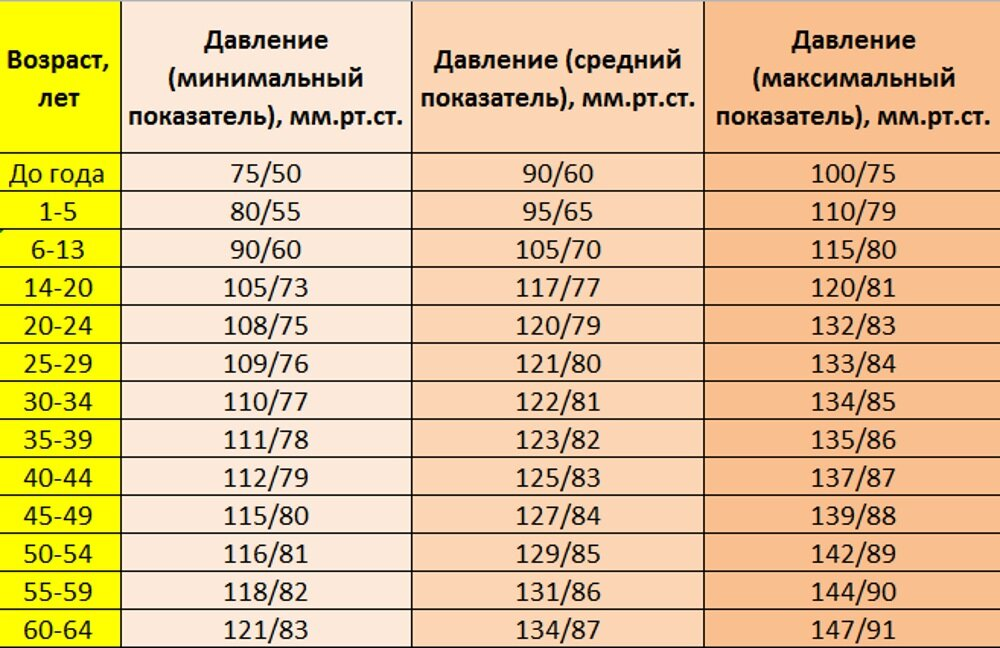 Возраст, лет | Давление (минимальный показатель), мм.рт.ст. | Давление (средний показатель), мм.рт.ст. | Давление (максимальный показатель), мм.рт.ст.
До года 75/50 90/60 100/75
1-5 80/55 95/65 110/79
6-13 90/60 105/70 115/80
14-20 105/73 117/77 120/81
20-24 108/75 120/79 132/83
25-29 109/76 121/80 133/84
30-34 110/77 122/81 134/85
35-39 111/78 123/82 135/86
40-44 112/79 125/83 137/87
45-49 115/80 127/84 139/88
50-54 116/81 129/85 142/89
55-59 118/82 131/86 144/90
60-64 121/83 134/87 147/91